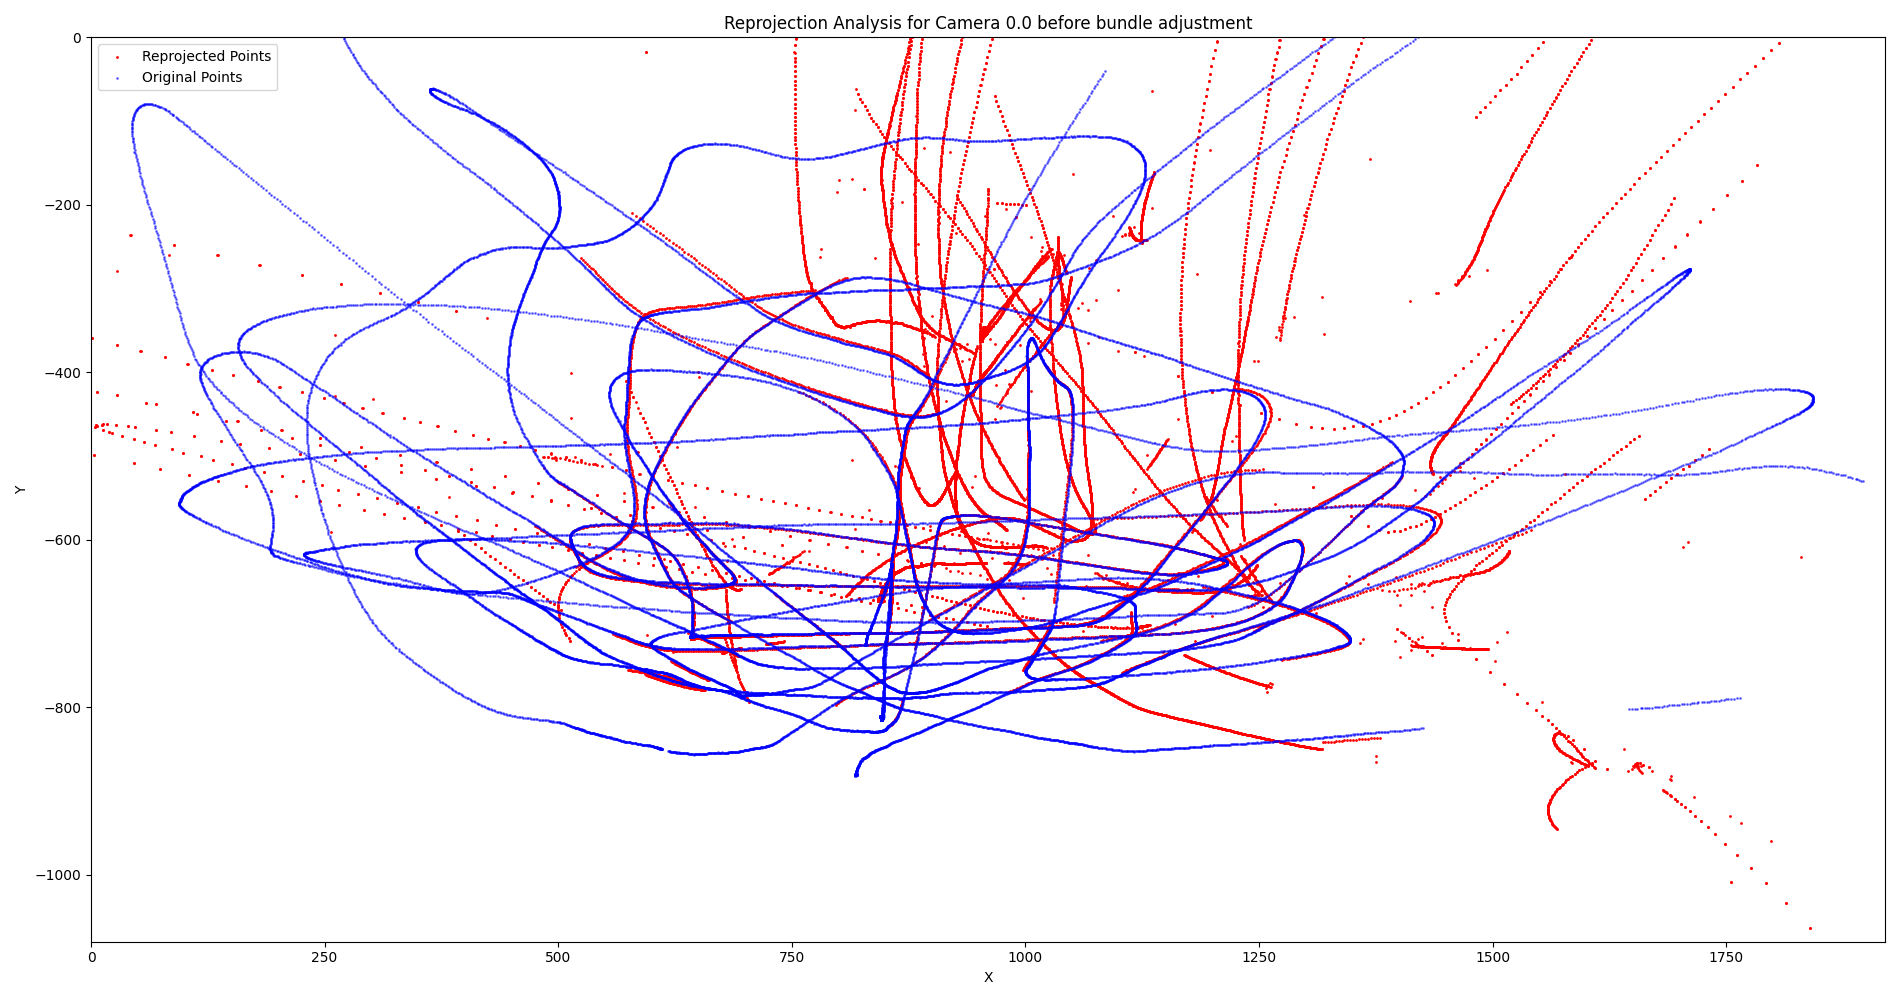 Reprojection Analysis for Camera 0.0 before bundle adjustment
Reprojected Points
Original Points
0
−200
−400
−600
−800
−1000
Y
0
250
500
750
1000
1250
1500
1750
X